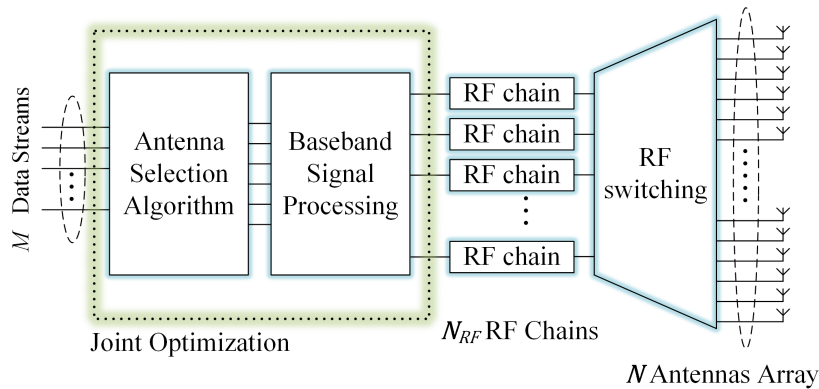 M Data Streams
Antenna
Selection
Algorithm
Baseband
Signal
Processing
RF chain
RF chain
RF chain
RF chain
RF
switching
Joint Optimization
N_RF RF Chains
N Antennas Array